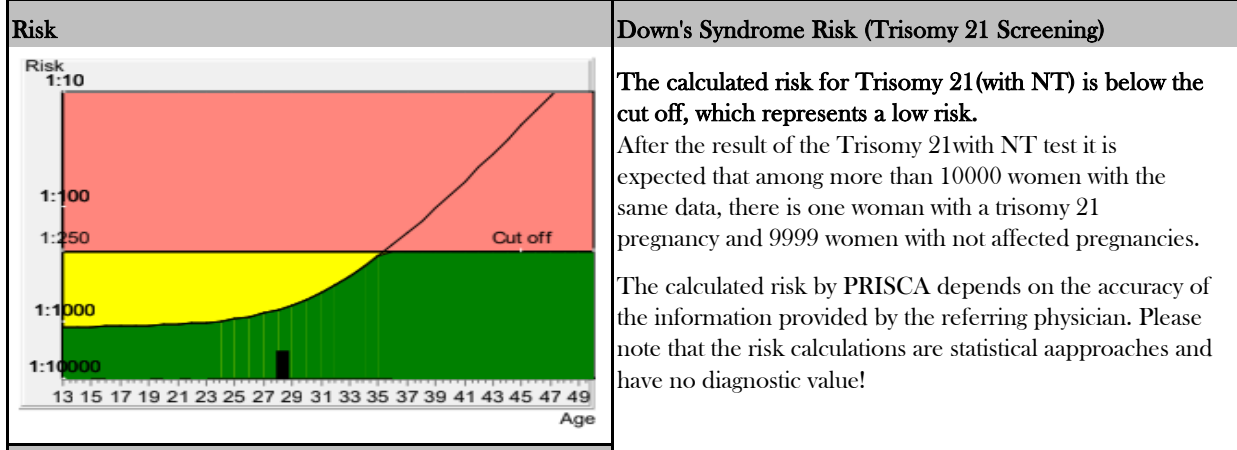 Risk
Down's Syndrome Risk (Trisomy 21 Screening)
Risk
1:10
1:100
1:250
Cut off
1:1000
1:10000
13 15 17 19 21 23 25 27 29 31 33 35 37 39 41 43 45 47 49
Age
The calculated risk for Trisomy 21(with NT) is below the
cut off, which represents a low risk.
After the result of the Trisomy 21with NT test it is
expected that among more than 10000 women with the
same data, there is one woman with a trisomy 21
pregnancy and 9999 women with not affected pregnancies.
The calculated risk by PRISCA depends on the accuracy of
the information provided by the referring physician. Please
note that the risk calculations are statistical aapproaches and
have no diagnostic value!